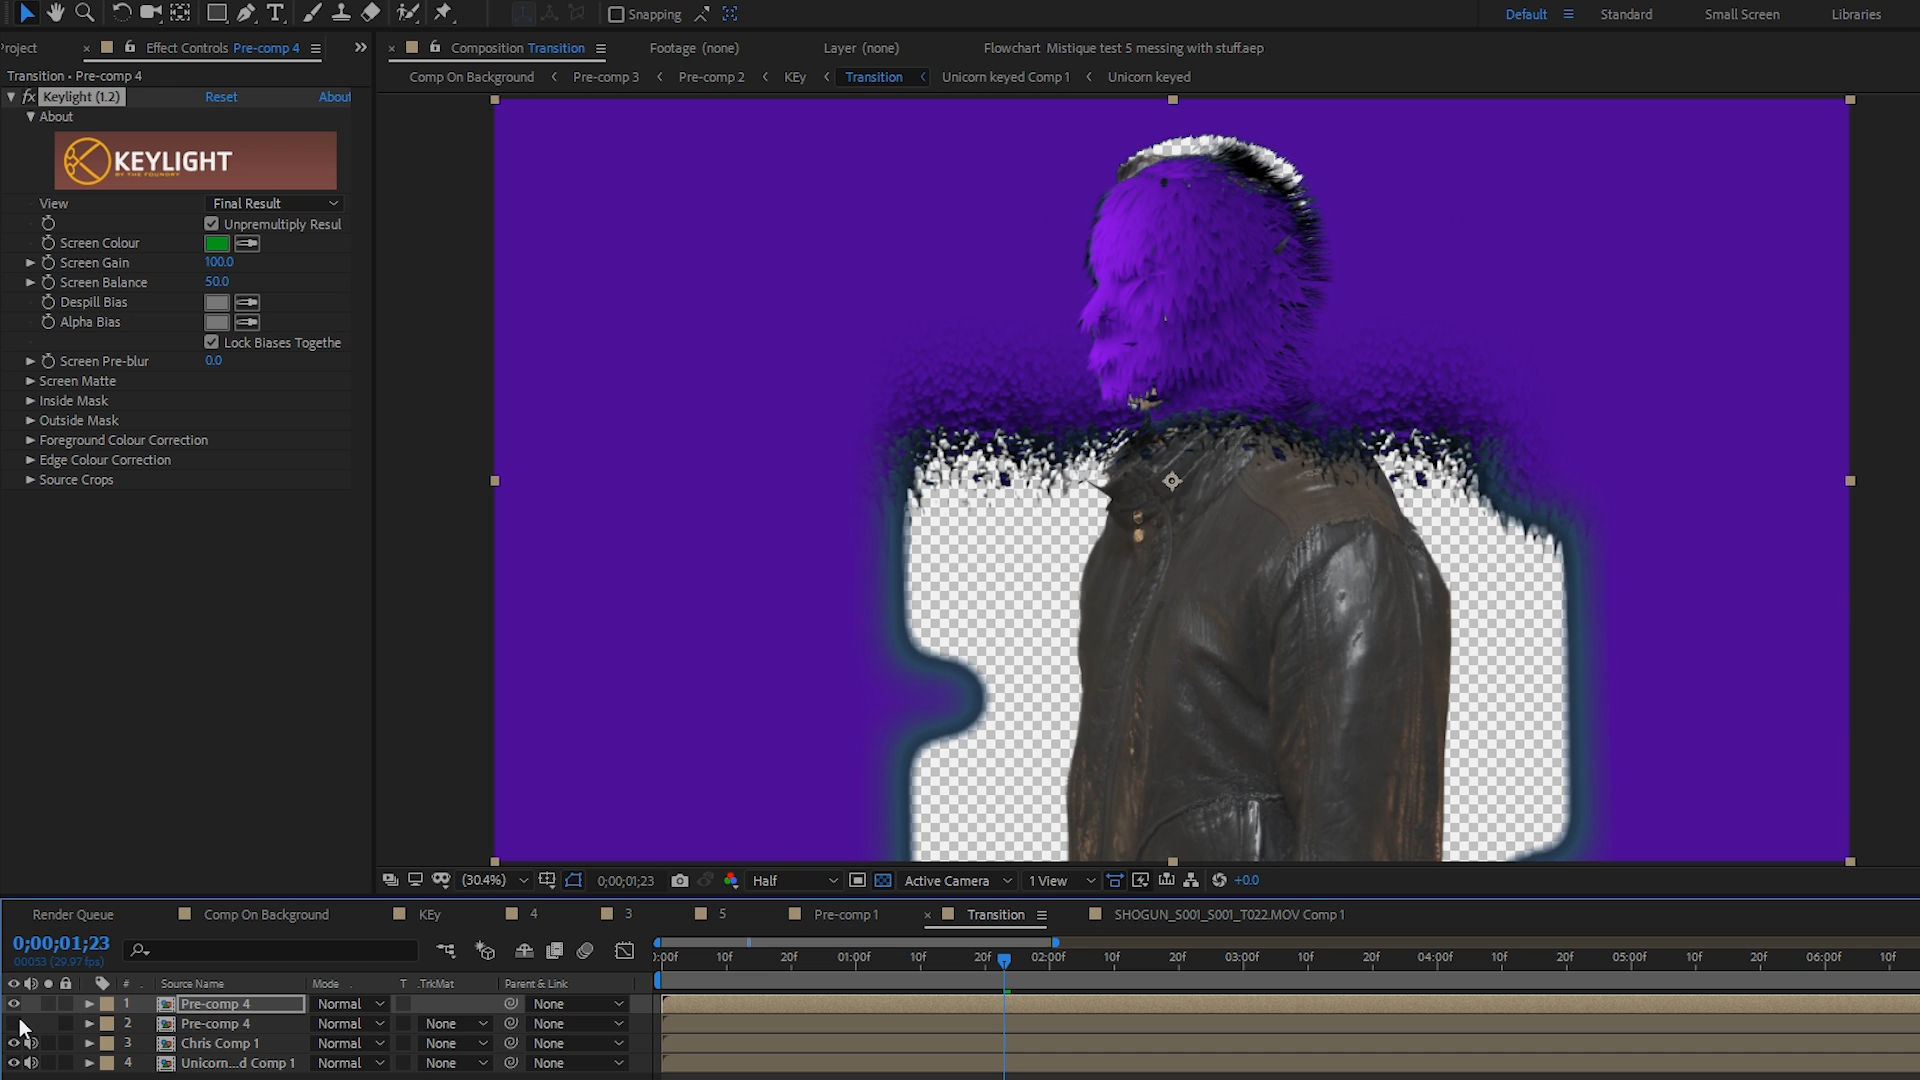 T Snapping Default Standard Small Screen Libraries
roject Effect Controls Pre-comp 4 Composition Transition Footage (none) Layer (none) Flowchart Mistique test 5 messing with stuff.aep
Transition • Pre-comp 4 Comp On Background Pre-comp 3 Pre-comp 2 KEy Transition Unicorn keyed Comp 1 Unicorn keyed
fx Keylight (1.2) Reset About
About
KEYLIGHT
BY THE FOUNDRY
View Final Result
Unpremultiply Resul
Screen Colour
Screen Gain 100.0
Screen Balance 50.0
Despill Bias
Alpha Bias
Lock Biases Togethe
Screen Pre-blur 0.0
Screen Matte
Inside Mask
Outside Mask
Foreground Colour Correction
Edge Colour Correction
Source Crops
(30.4%) 0;00;01;23 Half Active Camera 1 View +0.0
Render Queue Comp On Background KEy 4 3 5 Pre-comp 1 Transition SHOGUN_S001_S001_T022.MOV Comp 1
0;00;01;23
00053 (29.97 fps)
:00f 10f 20f 01:00f 10f 20f 02:00f 10f 20f 03:00f 10f 20f 04:00f 10f 20f 05:00f 10f 20f 06:00f 10f
# Source Name Mode T .TrkMat Parent & Link
1 Pre-comp 4 Normal None
2 Pre-comp 4 Normal None None
3 Chris Comp 1 Normal None None
4 Unicorn...d Comp 1 Normal None None